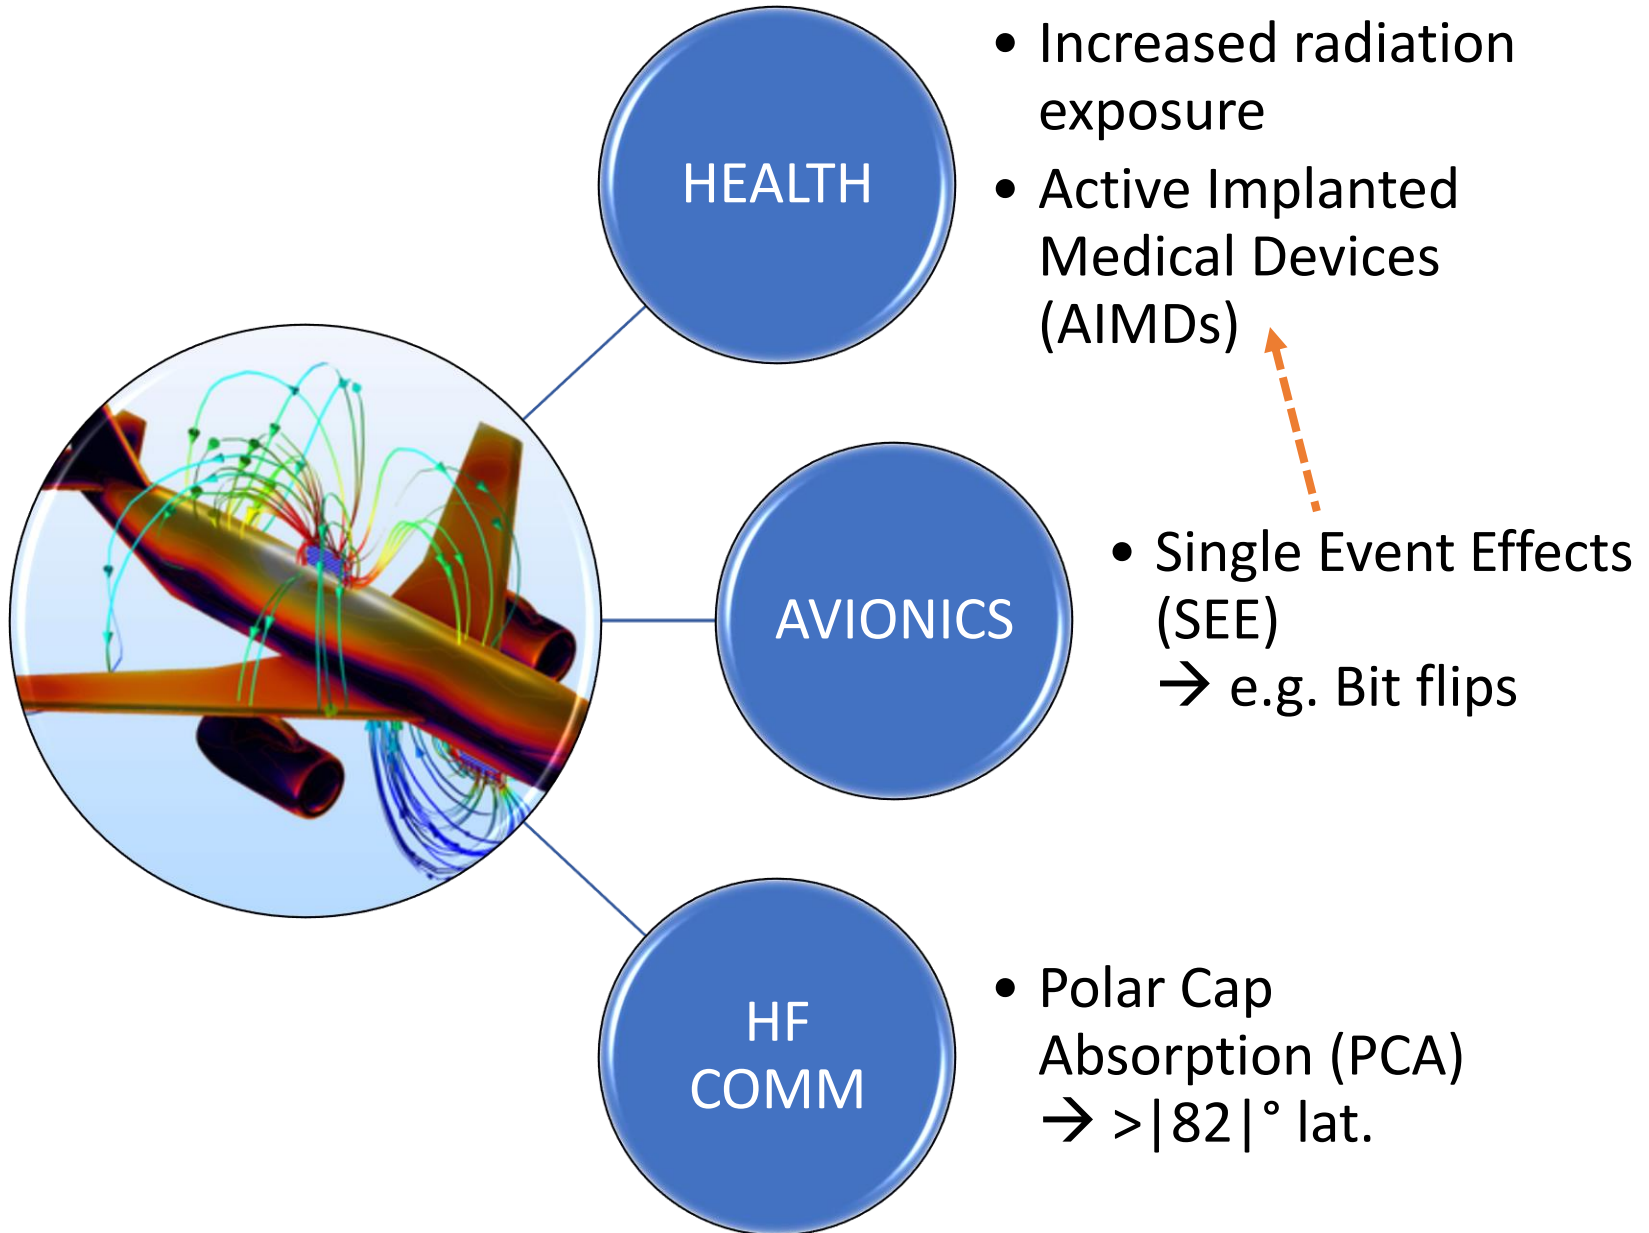 HEALTH
• Increased radiation
exposure
• Active Implanted
Medical Devices
(AIMDs)
AVIONICS
• Single Event Effects
(SEE)
→ e.g. Bit flips
HF
COMM
• Polar Cap
Absorption (PCA)
→ >|82|° lat.